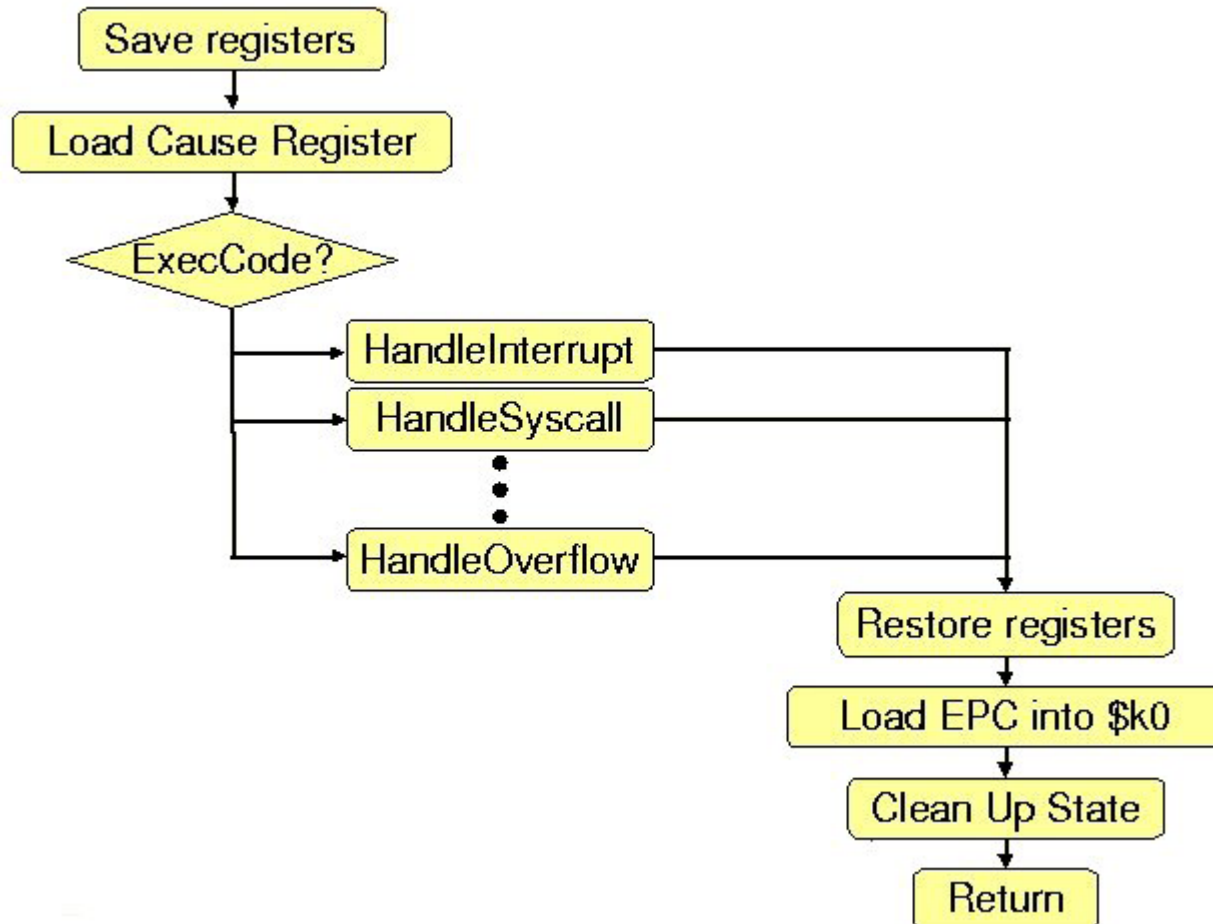 Save registers
Load Cause Register
ExecCode?
HandleInterrupt
HandleSyscall
HandleOverflow
Restore registers
Load EPC into $k0
Clean Up State
Return